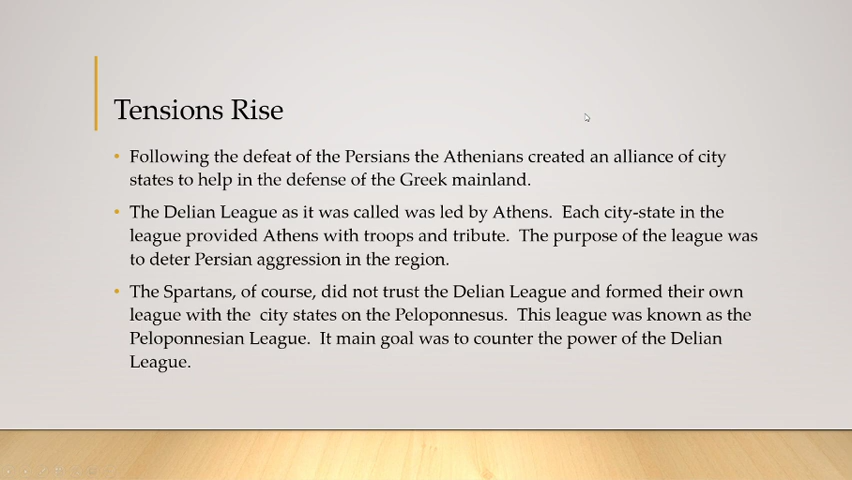 Tensions Rise
• Following the defeat of the Persians the Athenians created an alliance of city
states to help in the defense of the Greek mainland.
• The Delian League as it was called was led by Athens.  Each city-state in the
league provided Athens with troops and tribute.  The purpose of the league was
to deter Persian aggression in the region.
• The Spartans, of course, did not trust the Delian League and formed their own
league with the  city states on the Peloponnesus.  This league was known as the
Peloponnesian League.  It main goal was to counter the power of the Delian
League.